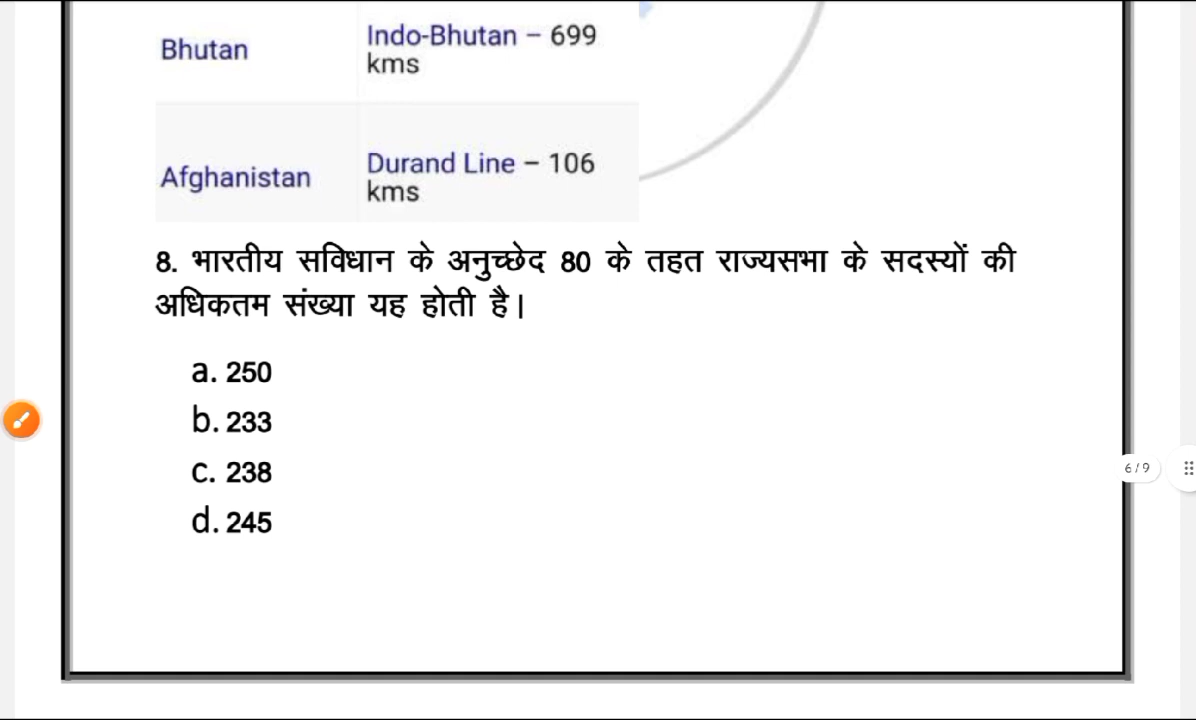 Bhutan
Indo-Bhutan – 699
kms
Afghanistan
Durand Line – 106
kms
8. भारतीय सविधान के अनुच्छेद 80 के तहत राज्यसभा के सदस्यों की
अधिकतम संख्या यह होती है।
a. 250
b. 233
c. 238
d. 245
6 / 9